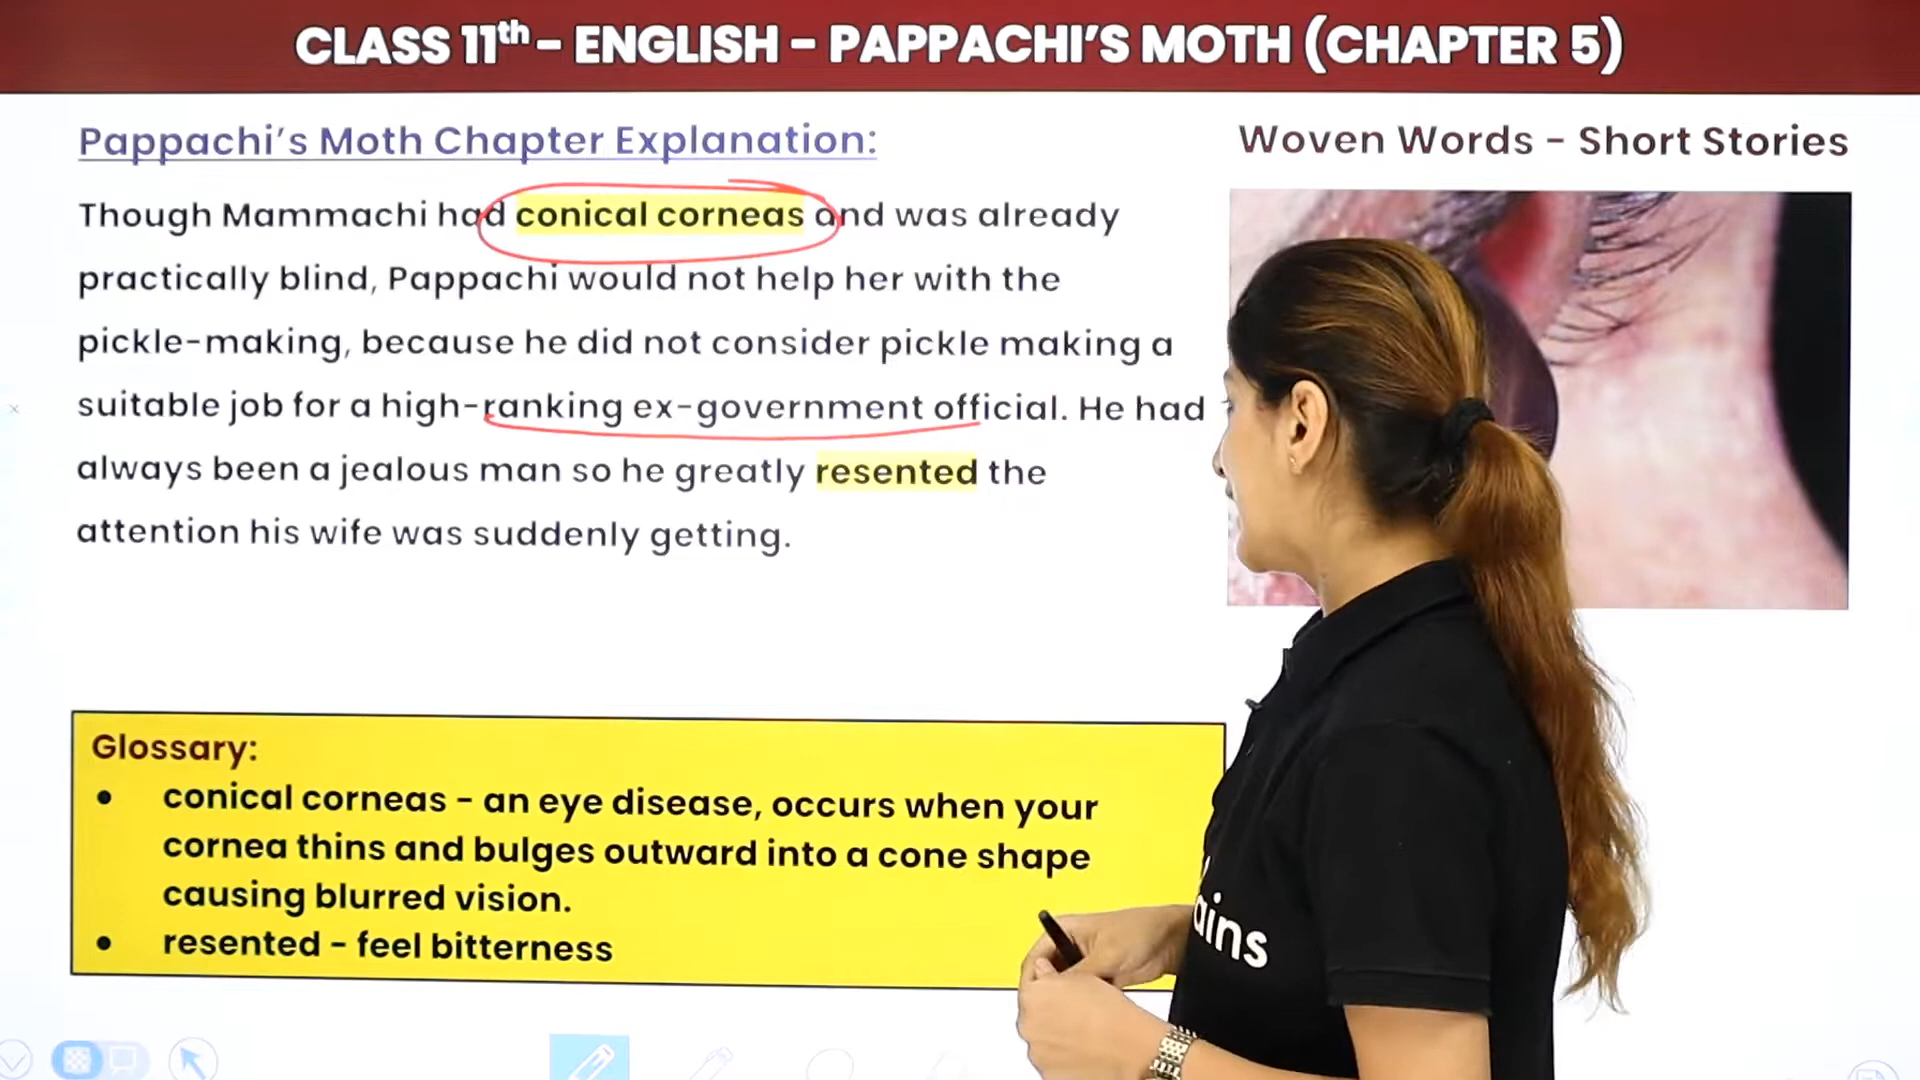 CLASS 11th – ENGLISH – PAPPACHI'S MOTH (CHAPTER 5)
Pappachi's Moth Chapter Explanation:
Woven Words – Short Stories
Though Mammachi had conical corneas and was already
practically blind, Pappachi would not help her with the
pickle-making, because he did not consider pickle making a
suitable job for a high-ranking ex-government official. He had
always been a jealous man so he greatly resented the
attention his wife was suddenly getting.
Glossary:
● conical corneas – an eye disease, occurs when your
cornea thins and bulges outward into a cone shape
causing blurred vision.
● resented – feel bitterness